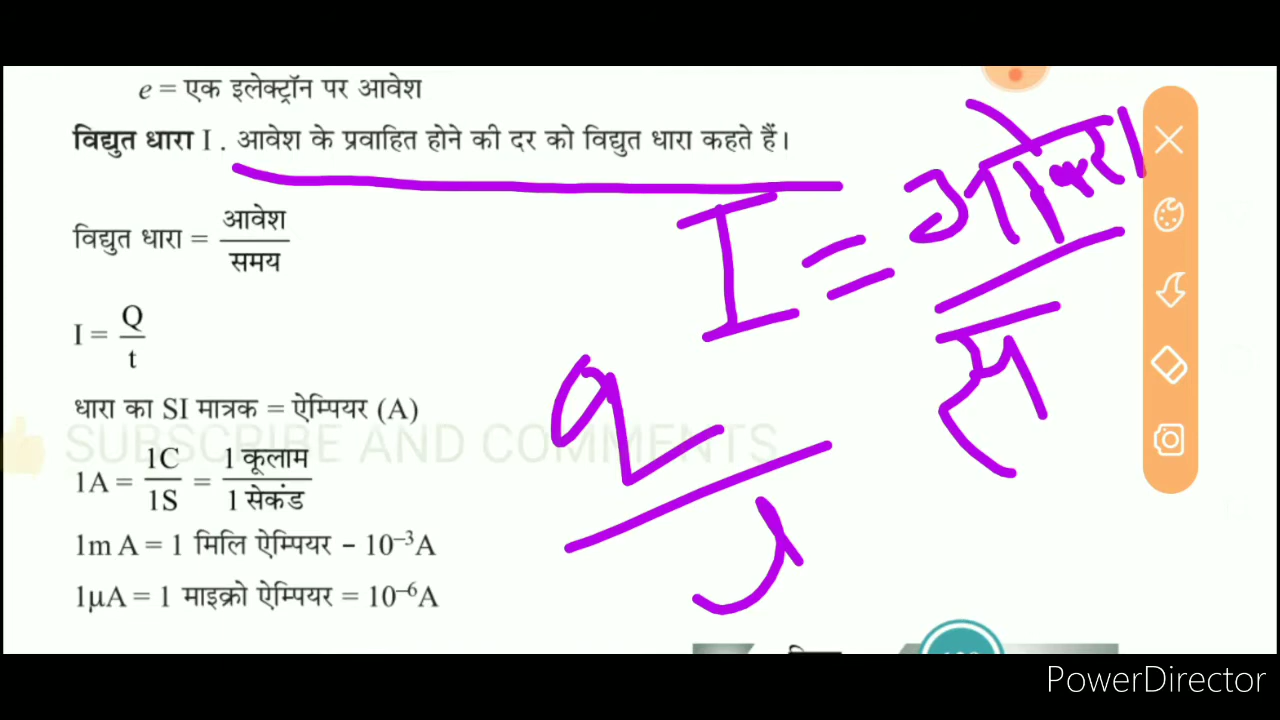 e = एक इलेक्ट्रॉन पर आवेश
विद्युत धारा I . आवेश के प्रवाहित होने की दर को विद्युत धारा कहते हैं।
विद्युत धारा = आवेश
समय
I =
I = Q
t
धारा का SI मात्रक = ऐम्पियर (A)
SUBSCRIBE AND COMMENTS
1A = 1C = 1 कूलाम
1S 1 सेकंड
1m A = 1 मिलि ऐम्पियर – 10⁻³A
1µA = 1 माइक्रो ऐम्पियर = 10⁻⁶A
PowerDirector